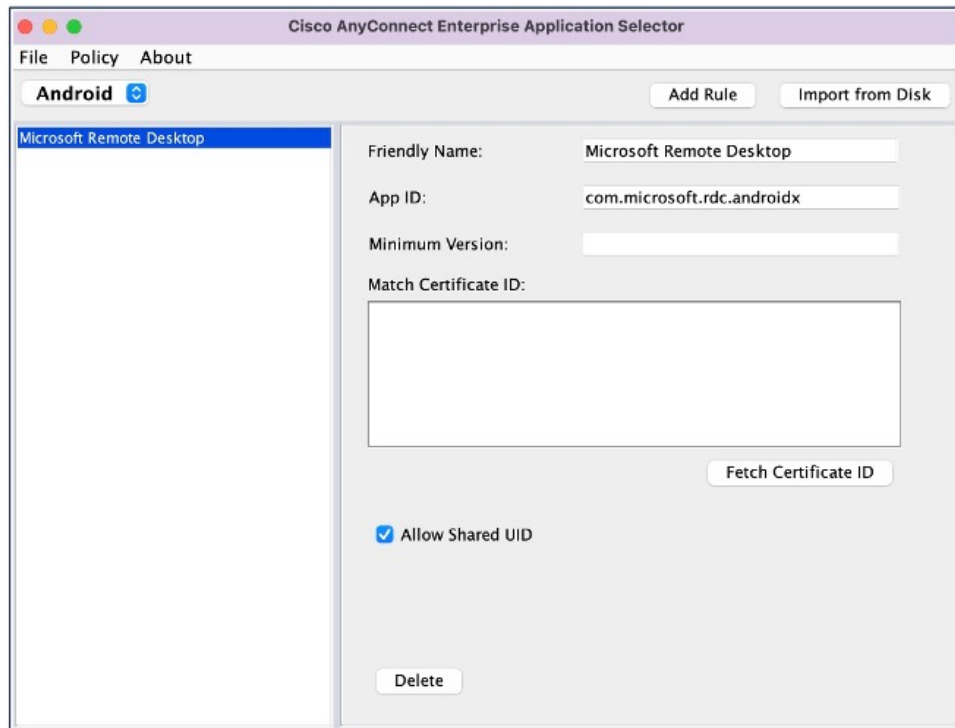 Cisco AnyConnect Enterprise Application Selector
File Policy About
Android
Add Rule
Import from Disk
Microsoft Remote Desktop
Friendly Name: Microsoft Remote Desktop
App ID: com.microsoft.rdc.androidx
Minimum Version:
Match Certificate ID:
Fetch Certificate ID
Allow Shared UID
Delete